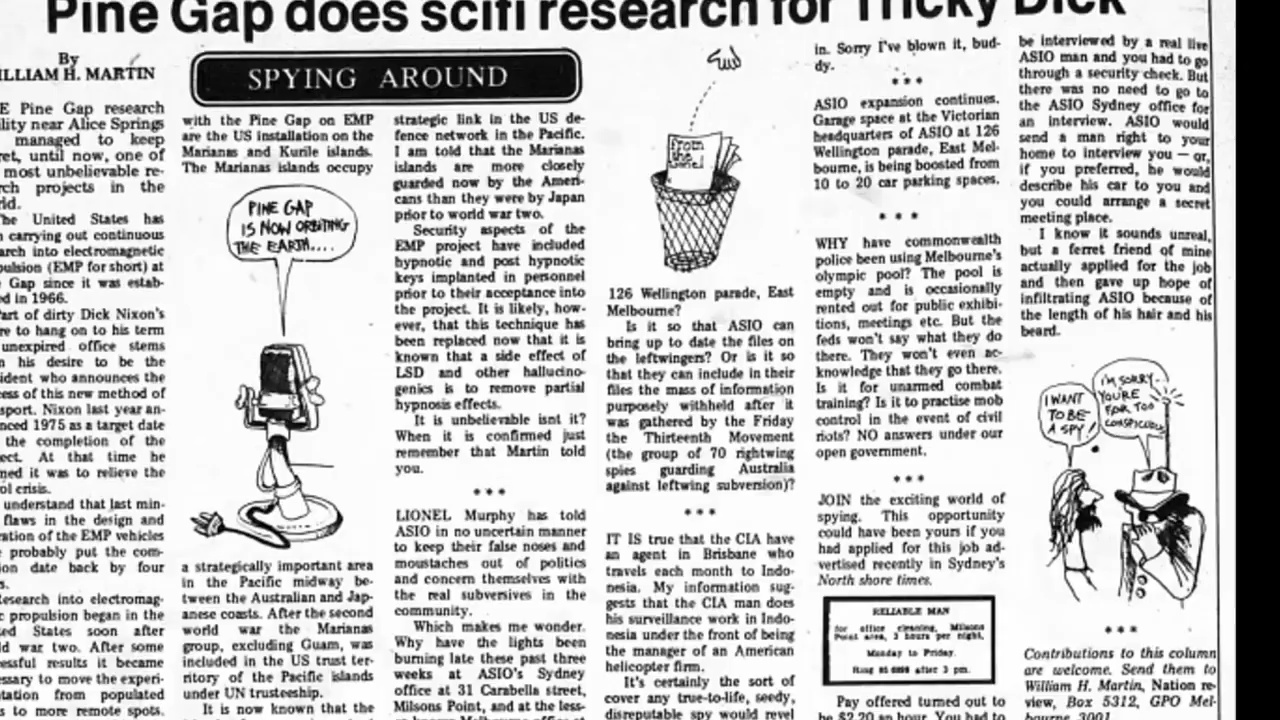 Pine Gap does scifi research for Tricky Dick
By
WILLIAM H. MARTIN
E Pine Gap research
lity near Alice Springs
managed to keep
ret, until now, one of
most unbelievable re-
rch projects in the
ld.
he United States has
carrying out continuous
arch into electromagnetic
pulsion (EMP for short) at
Gap since it was estab-
ed in 1966.
art of dirty Dick Nixon's
re to hang on to his term
unexpired office stems
m his desire to be the
ident who announces the
ess of this new method of
sport. Nixon last year an-
nced 1975 as a target date
the completion of the
ect. At that time he
med it was to relieve the
ol crisis.
understand that last min-
flaws in the design and
ration of the EMP vehicles
probably put the com-
ion date back by four
s.
Research into electromag-
c propulsion began in the
ed States soon after
ld war two. After some
essful results it became
ssary to move the experi-
tation from populated
s to more remote spots.
SPYING AROUND
with the Pine Gap on EMP
are the US installation on the
Marianas and Kurile islands.
The Marianas islands occupy
PINE GAP
IS NOW ORBITING
THE EARTH....
a strategically important area
in the Pacific midway be-
tween the Australian and Jap-
anese coasts. After the second
world war the Marianas
group, excluding Guam, was
included in the US trust ter-
ritory of the Pacific islands
under UN trusteeship.
It is now known that the
strategic link in the US de-
fence network in the Pacific.
I am told that the Marianas
islands are more closely
guarded now by the Ameri-
cans than they were by Japan
prior to world war two.
Security aspects of the
EMP project have included
hypnotic and post hypnotic
keys implanted in personnel
prior to their acceptance into
the project. It is likely, how-
ever, that this technique has
been replaced now that it is
known that a side effect of
LSD and other hallucino-
genics is to remove partial
hypnosis effects.
It is unbelievable isnt it?
When it is confirmed just
remember that Martin told
you.
* * *
LIONEL Murphy has told
ASIO in no uncertain manner
to keep their false noses and
moustaches out of politics
and concern themselves with
the real subversives in the
community.
Which makes me wonder.
Why have the lights been
burning late these past three
weeks at ASIO's Sydney
office at 31 Carabella street,
Milsons Point, and at the less-
er known Melbourne office at
from
the
126 Wellington parade, East
Melbourne?
Is it so that ASIO can
bring up to date the files on
the leftwingers? Or is it so
that they can include in their
files the mass of information
purposely withheld after it
was gathered by the Friday
the Thirteenth Movement
(the group of 70 rightwing
spies guarding Australia
against leftwing subversion)?
* * *
IT IS true that the CIA have
an agent in Brisbane who
travels each month to Indo-
nesia. My information sug-
gests that the CIA man does
his surveillance work in Indo-
nesia under the front of being
the manager of an American
helicopter firm.
It's certainly the sort of
cover any true-to-life, seedy,
disreputable spy would revel
in. Sorry I've blown it, bud-
dy.
* * *
ASIO expansion continues.
Garage space at the Victorian
headquarters of ASIO at 126
Wellington parade, East Mel-
bourne, is being boosted from
10 to 20 car parking spaces.
* * *
WHY have commonwealth
police been using Melbourne's
olympic pool? The pool is
empty and is occasionally
rented out for public exhibi-
tions, meetings etc. But the
feds won't say what they do
there. They won't even ac-
knowledge that they go there.
Is it for unarmed combat
training? Is it to practise mob
control in the event of civil
riots? NO answers under our
open government.
* * *
JOIN the exciting world of
spying. This opportunity
could have been yours if you
had applied for this job ad-
vertised recently in Sydney's
North shore times.
RELIABLE MAN
for office cleaning, Milsons
Point area, 3 hours per night,
Monday to Friday.
after 3 pm.
Pay offered turned out to
be $2.20 an hour. You had to
be interviewed by a real live
ASIO man and you had to go
through a security check. But
there was no need to go to
the ASIO Sydney office for
an interview. ASIO would
send a man right to your
home to interview you — or,
if you preferred, he would
describe his car to you and
you could arrange a secret
meeting place.
I know it sounds unreal,
but a ferret friend of mine
actually applied for the job
and then gave up hope of
infiltrating ASIO because of
the length of his hair and his
beard.
I WANT
TO BE
A SPY!
I'M SORRY..
YOU'RE
FAR TOO
CONSPICUOUS
* * *
Contributions to this column
are welcome. Send them to
William H. Martin, Nation re-
view, Box 5312, GPO Mel-
bourne 3001.